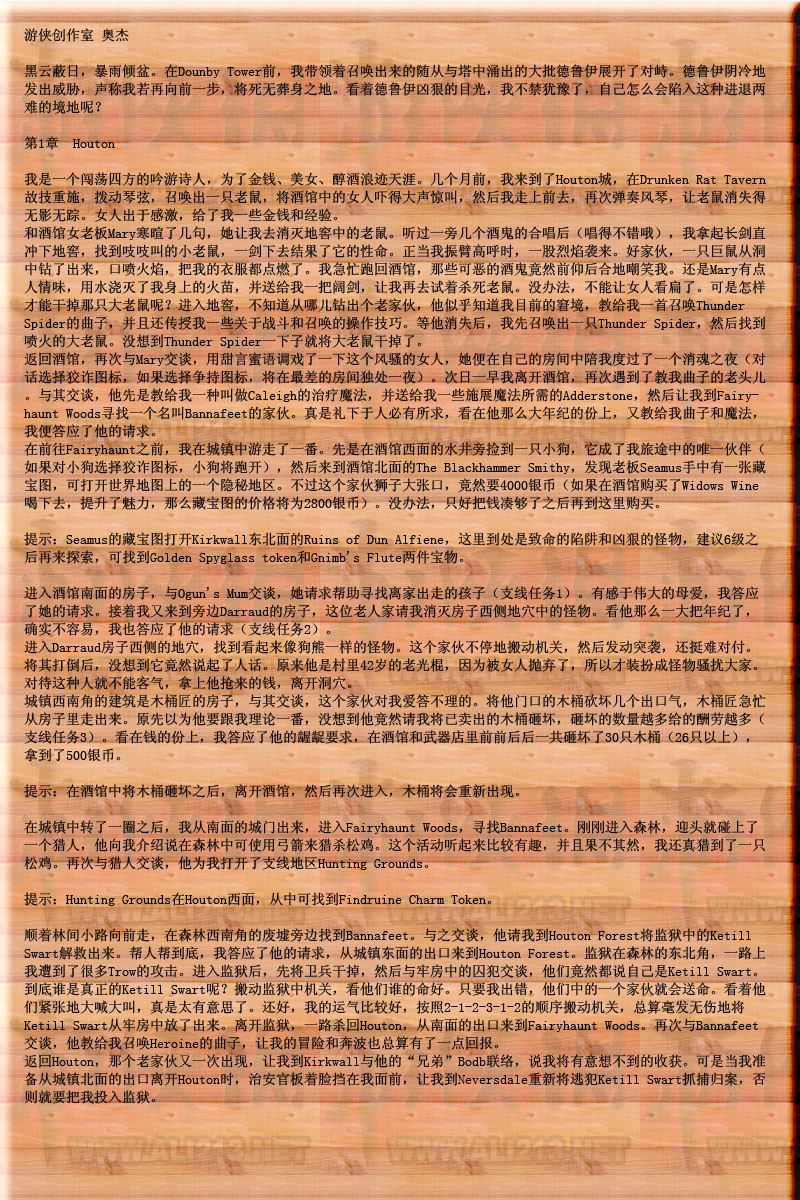 游侠创作室 奥杰
黑云蔽日，暴雨倾盆。在Dounby Tower前，我带领着召唤出来的随从与塔中涌出的大批德鲁伊展开了对峙。德鲁伊阴冷地
发出威胁，声称我若再向前一步，将死无葬身之地。看着德鲁伊凶狠的目光，我不禁犹豫了，自己怎么会陷入这种进退两
难的境地呢？
第1章 Houton
我是一个闯荡四方的吟游诗人，为了金钱、美女、醇酒浪迹天涯。几个月前，我来到了Houton城，在Drunken Rat Tavern
故技重施，拨动琴弦，召唤出一只老鼠，将酒馆中的女人吓得大声惊叫，然后我走上前去，再次弹奏风琴，让老鼠消失得
无影无踪。女人出于感激，给了我一些金钱和经验。
和酒馆女老板Mary寒暄了几句，她让我去消灭地窖中的老鼠。听过一旁几个酒鬼的合唱后（唱得不错哦），我拿起长剑直
冲下地窖，找到吱吱叫的小老鼠，一剑下去结果了它的性命。正当我振臂高呼时，一股烈焰袭来。好家伙，一只巨鼠从洞
中钻了出来，口喷火焰，把我的衣服都点燃了。我急忙跑回酒馆，那些可恶的酒鬼竟然前仰后合地嘲笑我。还是Mary有点
人情味，用水浇灭了我身上的火苗，并送给我一把阔剑，让我再去试着杀死老鼠。没办法，不能让女人看扁了。可是怎样
才能干掉那只大老鼠呢？进入地窖，不知道从哪儿钻出个老家伙，他似乎知道我目前的窘境，教给我一首召唤Thunder
Spider的曲子，并且还传授我一些关于战斗和召唤的操作技巧。等他消失后，我先召唤出一只Thunder Spider，然后找到
喷火的大老鼠。没想到Thunder Spider一下子就将大老鼠干掉了。
返回酒馆，再次与Mary交谈，用甜言蜜语调戏了一下这个风骚的女人，她便在自己的房间中陪我度过了一个消魂之夜（对
话选择狡诈图标，如果选择争持图标，将在最差的房间独处一夜）。次日一早我离开酒馆，再次遇到了教我曲子的老头儿
。与其交谈，他先是教给我一种叫做Caleigh的治疗魔法，并送给我一些施展魔法所需的Adderstone，然后让我到Fairy-
haunt Woods寻找一个名叫Bannafeet的家伙。真是礼下于人必有所求，看在他那么大年纪的份上，又教给我曲子和魔法，
我便答应了他的请求。
在前往Fairyhaunt之前，我在城镇中游走了一番。先是在酒馆西面的水井旁捡到一只小狗，它成了我旅途中的唯一伙伴（
如果对小狗选择狡诈图标，小狗将跑开），然后来到酒馆北面的The Blackhammer Smithy，发现老板Seamus手中有一张藏
宝图，可打开世界地图上的一个隐秘地区。不过这个家伙狮子大张口，竟然要4000银币（如果在酒馆购买了Widows Wine
喝下去，提升了魅力，那么藏宝图的价格将为2800银币）。没办法，只好把钱凑够了之后再到这里购买。
提示：Seamus的藏宝图打开Kirkwall东北面的Ruins of Dun Alfiene，这里到处是致命的陷阱和凶狠的怪物，建议6级之
后再来探索，可找到Golden Spyglass token和Gnimb's Flute两件宝物。
进入酒馆南面的房子，与Ogun's Mum交谈，她请求帮助寻找离家出走的孩子（支线任务1）。有感于伟大的母爱，我答应
了她的请求。接着我又来到旁边Darraud的房子，这位老人家请我消灭房子西侧地穴中的怪物。看他那么一大把年纪了，
确实不容易，我也答应了他的请求（支线任务2）。
进入Darraud房子西侧的地穴，找到看起来像狗熊一样的怪物。这个家伙不停地搬动机关，然后发动突袭，还挺难对付。
将其打倒后，没想到它竟然说起了人话。原来他是村里42岁的老光棍，因为被女人抛弃了，所以才装扮成怪物骚扰大家。
对待这种人就不能客气，拿上他抢来的钱，离开洞穴。
城镇西南角的建筑是木桶匠的房子，与其交谈，这个家伙对我爱答不理的。将他门口的木桶砍坏几个出口气，木桶匠急忙
从房子里走出来。原先以为他要跟我理论一番，没想到他竟然请我将已卖出的木桶砸坏，砸坏的数量越多给的酬劳越多（
支线任务3）。看在钱的份上，我答应了他的龌龊要求，在酒馆和武器店里前前后后一共砸坏了30只木桶（26只以上），
拿到了500银币。
提示：在酒馆中将木桶砸坏之后，离开酒馆，然后再次进入，木桶将会重新出现。
在城镇中转了一圈之后，我从南面的城门出来，进入Fairyhaunt Woods，寻找Bannafeet。刚刚进入森林，迎头就碰上了
一个猎人，他向我介绍说在森林中可使用弓箭来猎杀松鸡。这个活动听起来比较有趣，并且果不其然，我还真猎到了一只
松鸡。再次与猎人交谈，他为我打开了支线地区Hunting Grounds。
提示：Hunting Grounds在Houton西面，从中可找到Findruine Charm Token。
顺着林间小路向前走，在森林西南角的废墟旁边找到Bannafeet。与之交谈，他请我到Houton Forest将监狱中的Ketill
Swart解救出来。帮人帮到底，我答应了他的请求，从城镇东面的出口来到Houton Forest。监狱在森林的东北角，一路上
我遭到了很多Trow的攻击。进入监狱后，先将卫兵干掉，然后与牢房中的囚犯交谈，他们竟然都说自己是Ketill Swart。
到底谁是真正的Ketill Swart呢？搬动监狱中机关，看他们谁的命好。只要我出错，他们中的一个家伙就会送命。看着他
们紧张地大喊大叫，真是太有意思了。还好，我的运气比较好，按照2-1-2-3-1-2的顺序搬动机关，总算毫发无伤地将
Ketill Swart从牢房中放了出来。离开监狱，一路杀回Houton，从南面的出口来到Fairyhaunt Woods。再次与Bannafeet
交谈，他教给我召唤Heroine的曲子，让我的冒险和奔波也总算有了一点回报。
返回Houton，那个老家伙又一次出现，让我到Kirkwall与他的“兄弟”Bodb联络，说我将有意想不到的收获。可是当我准
备从城镇北面的出口离开Houton时，治安官板着脸挡在我面前，让我到Neversdale重新将逃犯Ketill Swart抓捕归案，否
则就要把我投入监狱。
WWW.ALI213.NET